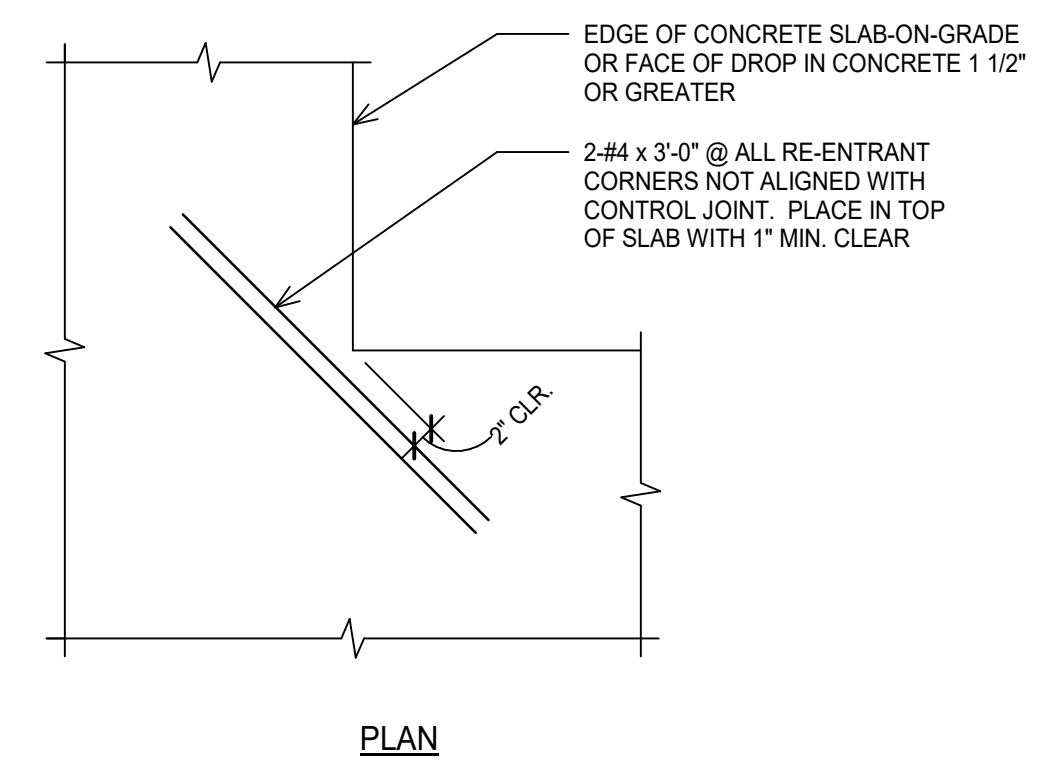 EDGE OF CONCRETE SLAB-ON-GRADE
OR FACE OF DROP IN CONCRETE 1 1/2"
OR GREATER
2-#4 x 3'-0" @ ALL RE-ENTRANT
CORNERS NOT ALIGNED WITH
CONTROL JOINT.  PLACE IN TOP
OF SLAB WITH 1" MIN. CLEAR
2" CLR.
PLAN